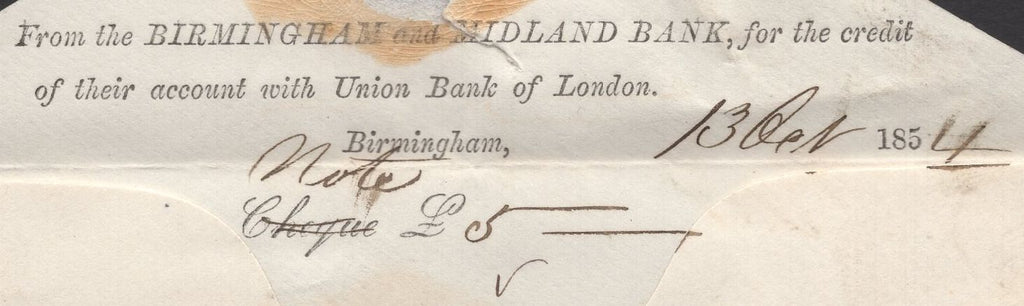 From the BIRMINGHAM and MIDLAND BANK, for the credit
of their account with Union Bank of London.
Birmingham, 13 Oct 1854
Note
Cheque £ 5